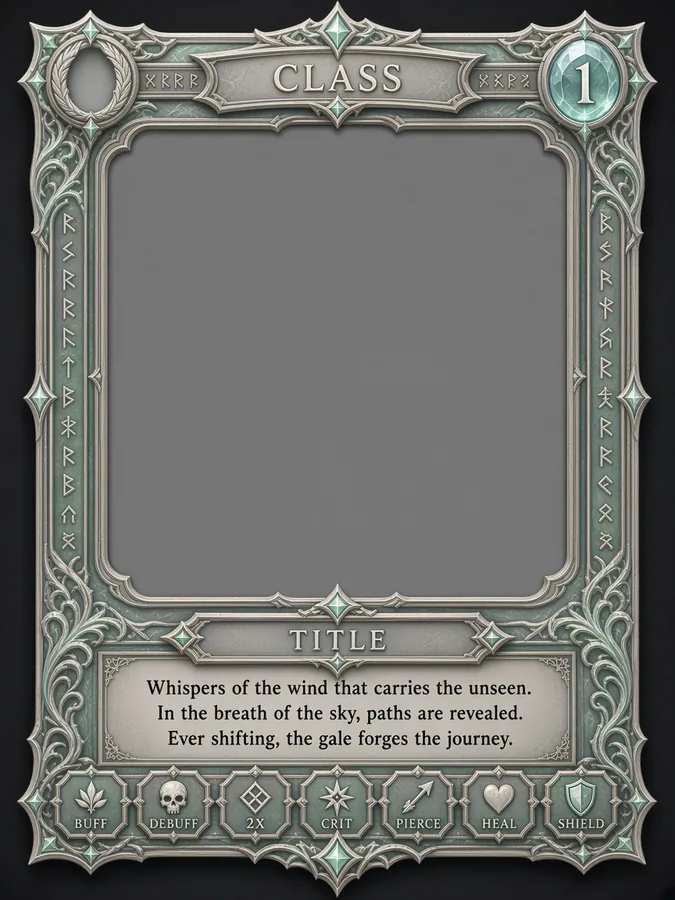 CLASS
1
TITLE
Whispers of the wind that carries the unseen.
In the breath of the sky, paths are revealed.
Ever shifting, the gale forges the journey.
BUFF
DEBUFF
2X
CRIT
PIERCE
HEAL
SHIELD